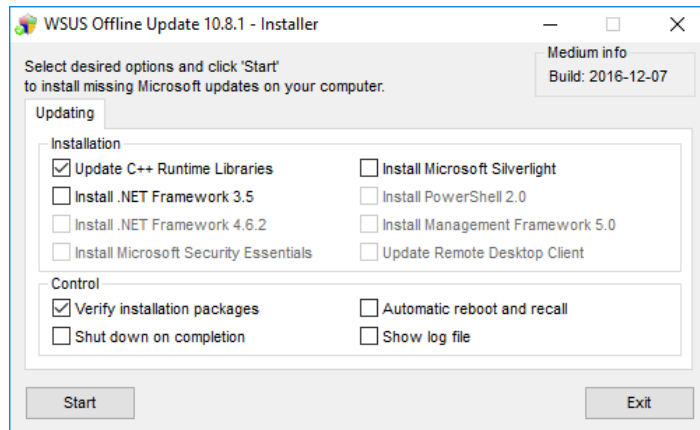 WSUS Offline Update 10.8.1 - Installer
Select desired options and click 'Start'
to install missing Microsoft updates on your computer.
Medium info
Build: 2016-12-07
Updating
Installation
Update C++ Runtime Libraries
Install Microsoft Silverlight
Install .NET Framework 3.5
Install PowerShell 2.0
Install .NET Framework 4.6.2
Install Management Framework 5.0
Install Microsoft Security Essentials
Update Remote Desktop Client
Control
Verify installation packages
Automatic reboot and recall
Shut down on completion
Show log file
Start
Exit